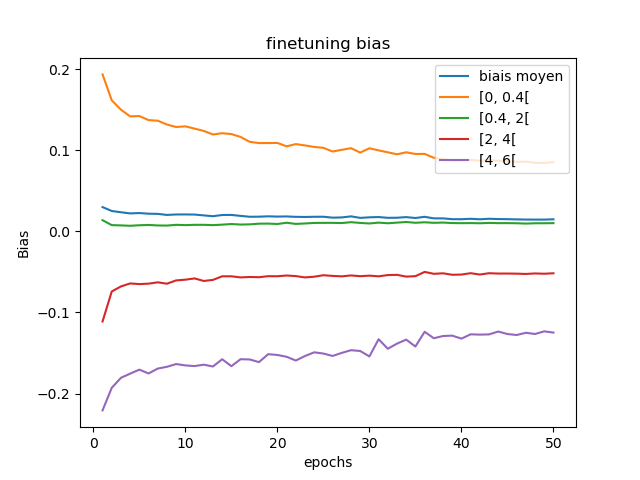 finetuning bias
biais moyen
[0, 0.4[
[0.4, 2[
[2, 4[
[4, 6[
Bias
0.2
0.1
0.0
−0.1
−0.2
0 10 20 30 40 50
epochs